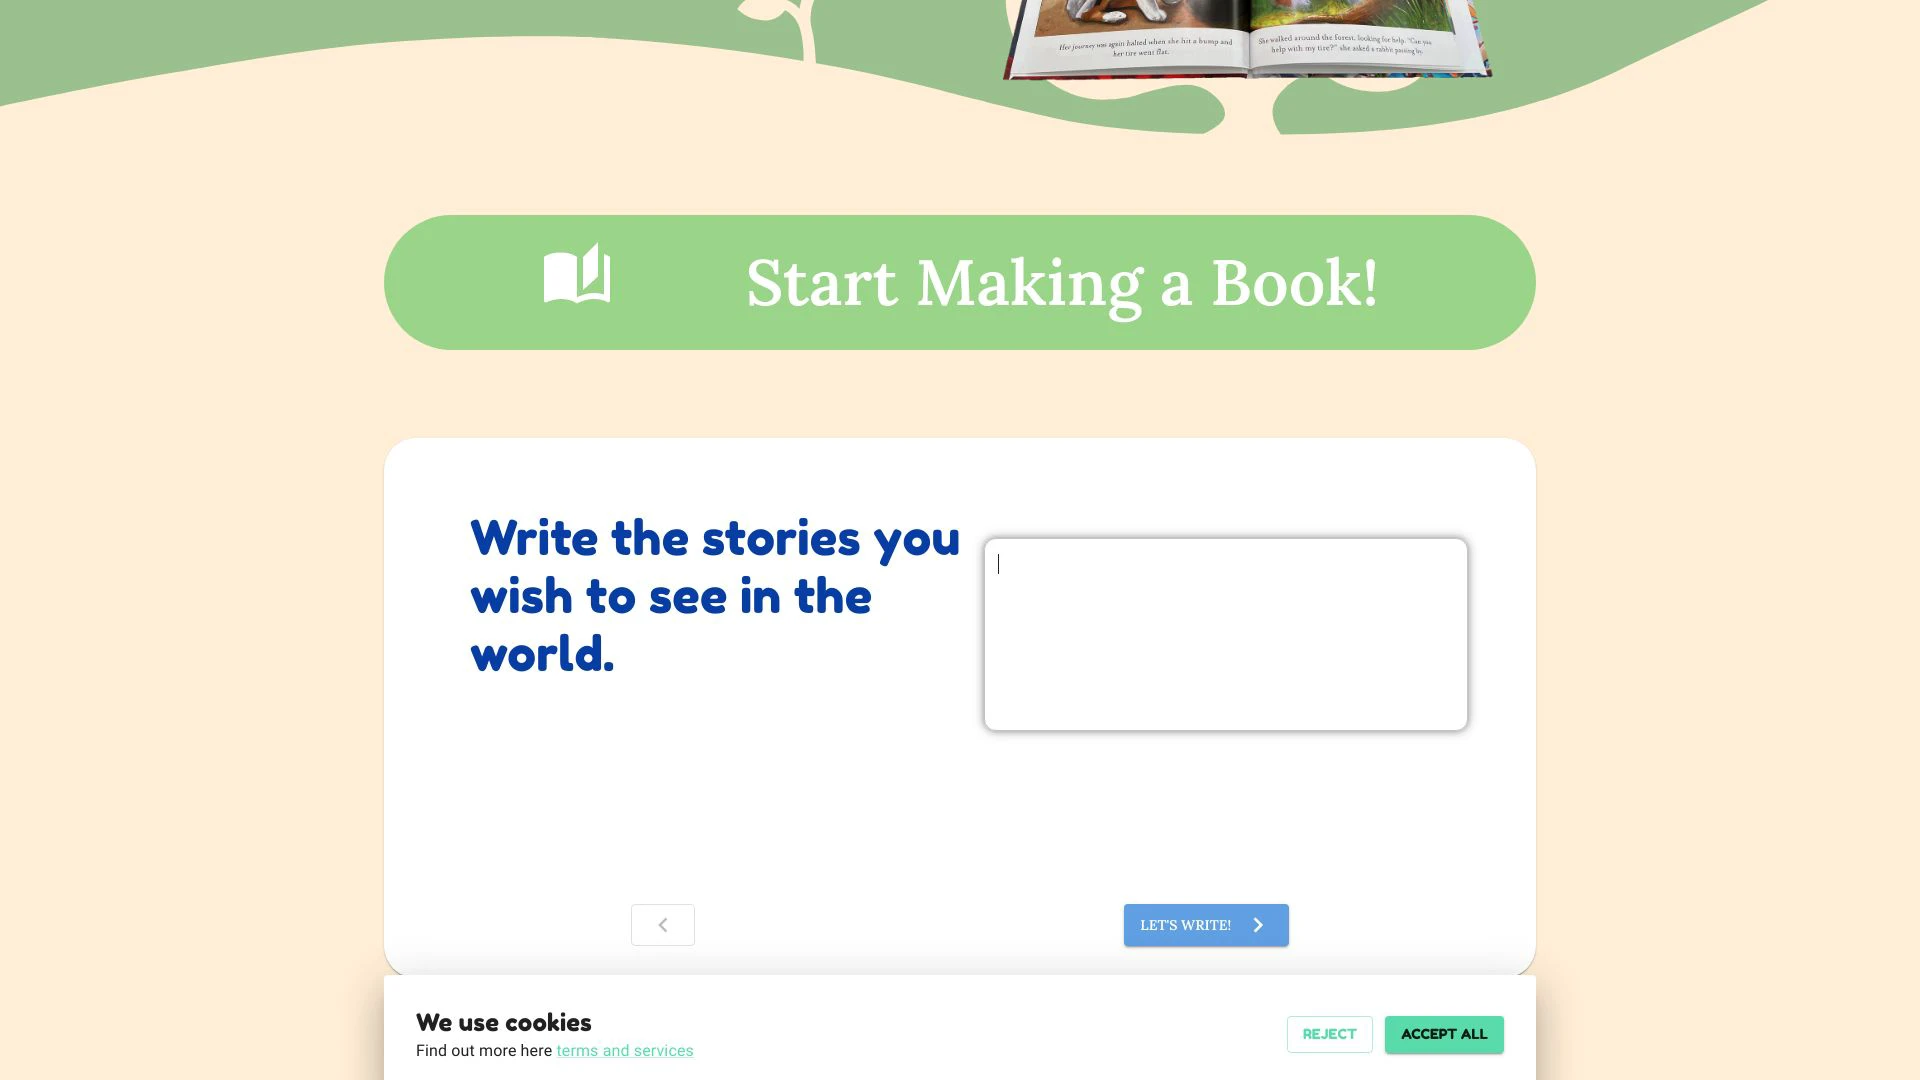 Her journey was again halted when she hit a bump and
her tire went flat.
She walked around the forest, looking for help. "Can you
help with my tire?" she asked a rabbit passing by.
Start Making a Book!
Write the stories you
wish to see in the
world.
LET'S WRITE!
We use cookies
Find out more here terms and services
REJECT
ACCEPT ALL